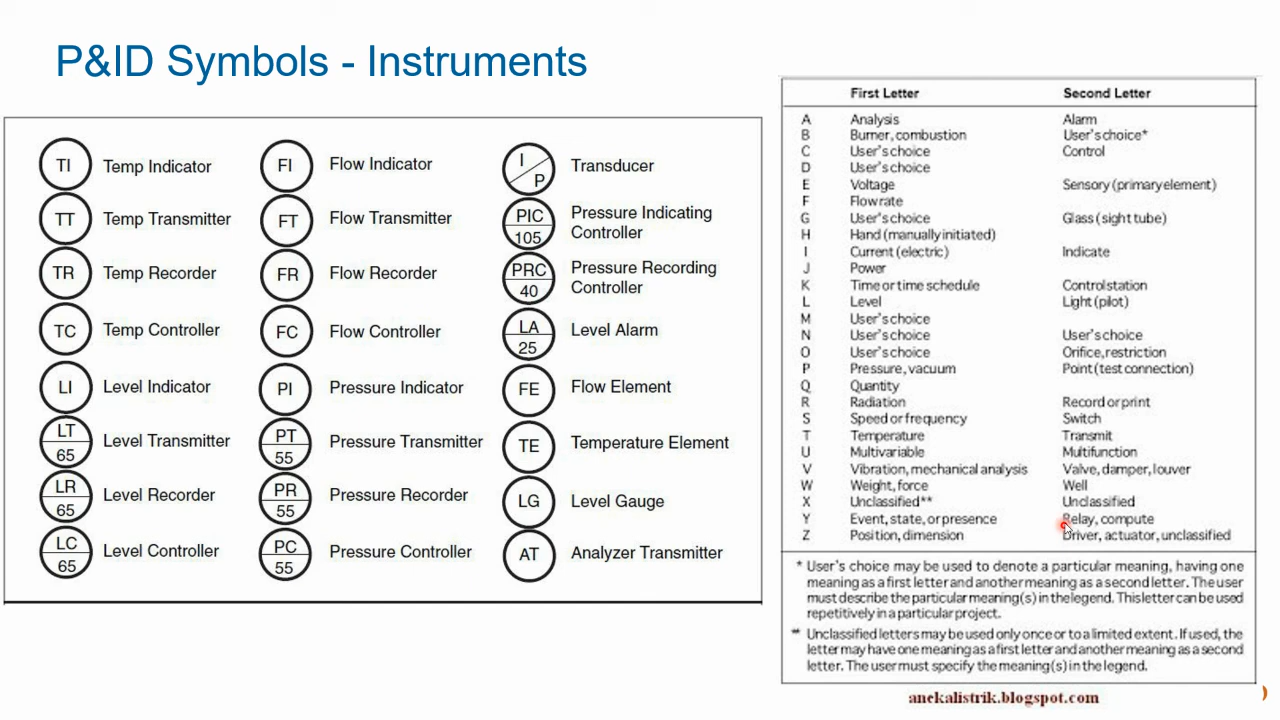 P&ID Symbols - Instruments
TI Temp Indicator
TT Temp Transmitter
TR Temp Recorder
TC Temp Controller
LI Level Indicator
LT 65 Level Transmitter
LR 65 Level Recorder
LC 65 Level Controller
FI Flow Indicator
FT Flow Transmitter
FR Flow Recorder
FC Flow Controller
PI Pressure Indicator
PT 55 Pressure Transmitter
PR 55 Pressure Recorder
PC 55 Pressure Controller
I/P Transducer
PIC 105 Pressure Indicating
Controller
PRC 40 Pressure Recording
Controller
LA 25 Level Alarm
FE Flow Element
TE Temperature Element
LG Level Gauge
AT Analyzer Transmitter
First Letter Second Letter
A Analysis Alarm
B Burner, combustion User's choice*
C User's choice Control
D User's choice
E Voltage Sensory (primary element)
F Flow rate
G User's choice Glass (sight tube)
H Hand (manually initiated)
I Current (electric) Indicate
J Power
K Time or time schedule Control station
L Level Light (pilot)
M User's choice
N User's choice User's choice
O User's choice Orifice, restriction
P Pressure, vacuum Point (test connection)
Q Quantity
R Radiation Record or print
S Speed or frequency Switch
T Temperature Transmit
U Multivariable Multifunction
V Vibration, mechanical analysis Valve, damper, louver
W Weight, force Well
X Unclassified** Unclassified
Y Event, state, or presence Relay, compute
Z Position, dimension Driver, actuator, unclassified
* User's choice may be used to denote a particular meaning, having one
meaning as a first letter and another meaning as a second letter. The user
must describe the particular meaning(s) in the legend. This letter can be used
repetitively in a particular project.
** Unclassified letters may be used only once or to a limited extent. If used, the
letter may have one meaning as a first letter and another meaning as a second
letter. The user must specify the meaning(s) in the legend.
anekalistrik.blogspot.com